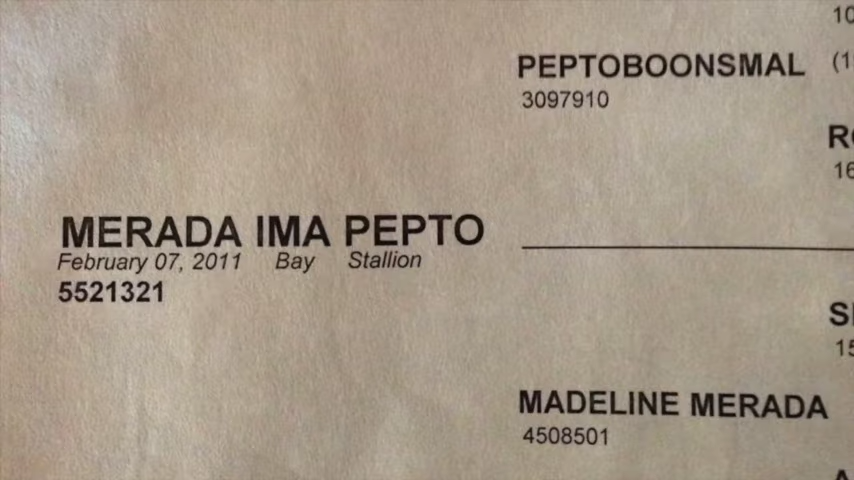 PEPTOBOONSMAL
3097910
MERADA IMA PEPTO
February 07, 2011 Bay Stallion
5521321
MADELINE MERADA
4508501